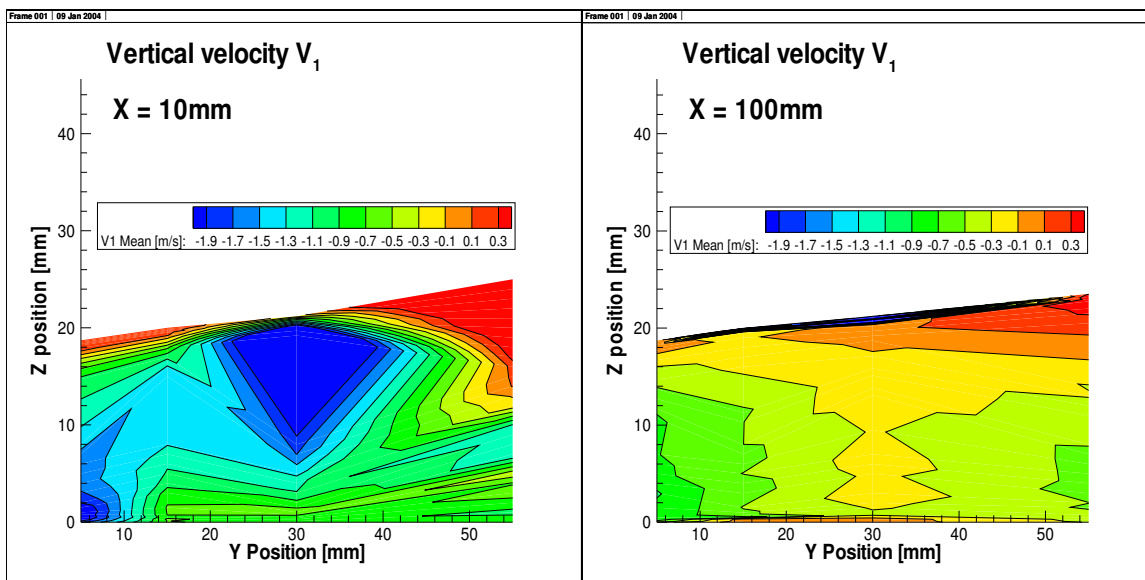 Frame 001 | 09 Jan 2004
Vertical velocity V1
X = 10mm
V1 Mean [m/s]: -1.9 -1.7 -1.5 -1.3 -1.1 -0.9 -0.7 -0.5 -0.3 -0.1 0.1 0.3
Z position [mm]
40
30
20
10
0
10 20 30 40 50
Y Position [mm]
Frame 001 | 09 Jan 2004
Vertical velocity V1
X = 100mm
V1 Mean [m/s]: -1.9 -1.7 -1.5 -1.3 -1.1 -0.9 -0.7 -0.5 -0.3 -0.1 0.1 0.3
Z position [mm]
40
30
20
10
0
10 20 30 40 50
Y Position [mm]